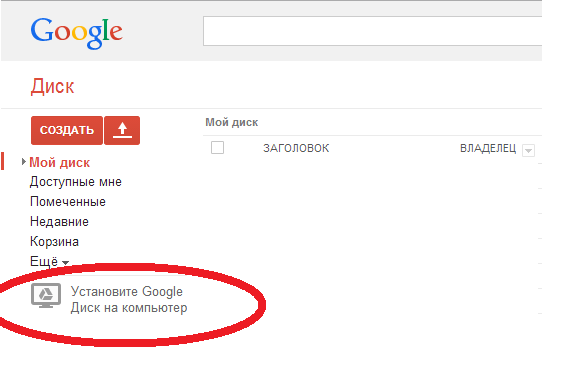 Google
Диск
СОЗДАТЬ
Мой диск
ЗАГОЛОВОК
ВЛАДЕЛЕЦ
Мой диск
Доступные мне
Помеченные
Недавние
Корзина
Ещё
Установите Google
Диск на компьютер